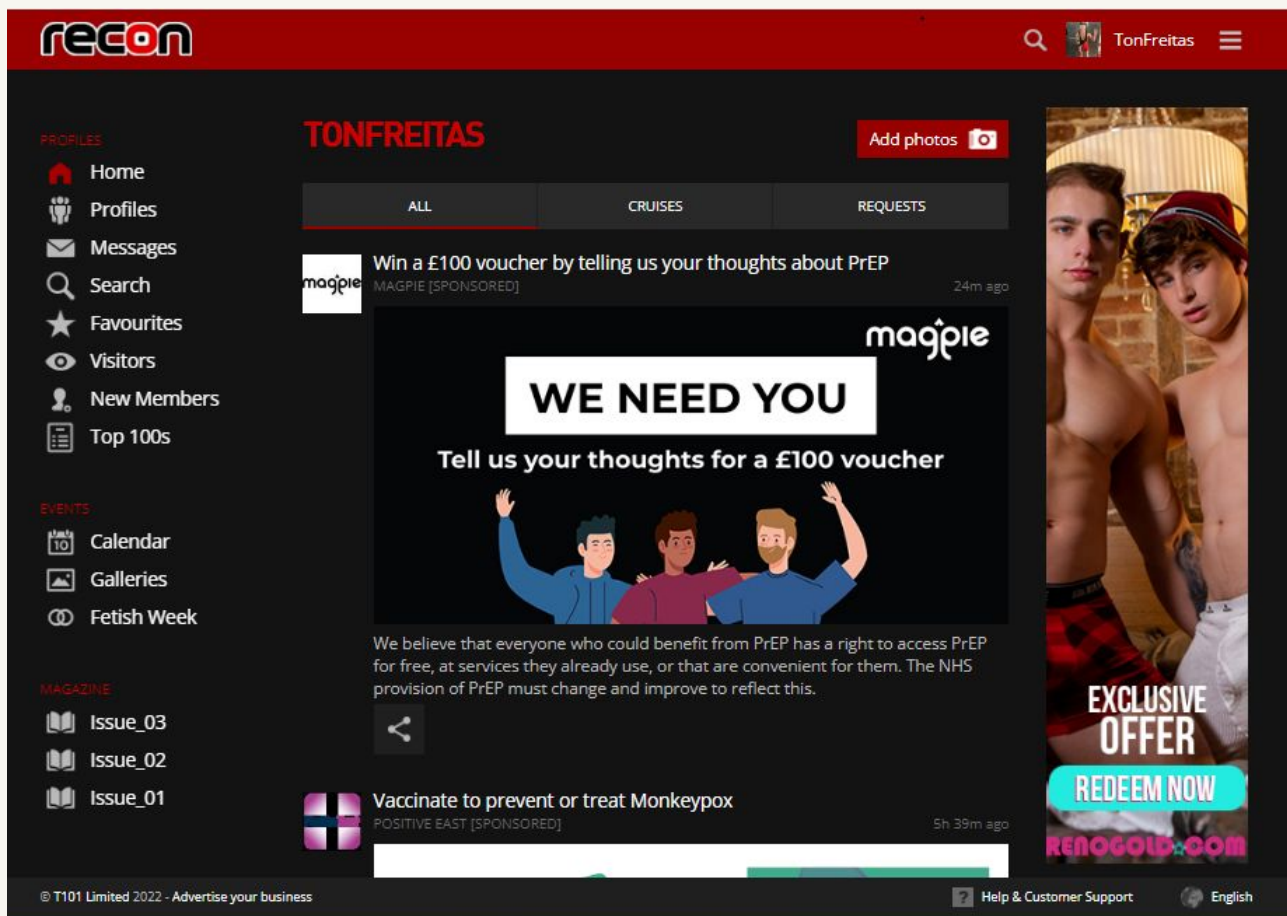 recon
TonFreitas
PROFILES
Home
Profiles
Messages
Search
Favourites
Visitors
New Members
Top 100s
EVENTS
10
Calendar
Galleries
Fetish Week
MAGAZINE
Issue_03
Issue_02
Issue_01
TONFREITAS
Add photos
ALL
CRUISES
REQUESTS
magpie
Win a £100 voucher by telling us your thoughts about PrEP
MAGPIE [SPONSORED]
24m ago
magpie
WE NEED YOU
Tell us your thoughts for a £100 voucher
We believe that everyone who could benefit from PrEP has a right to access PrEP
for free, at services they already use, or that are convenient for them. The NHS
provision of PrEP must change and improve to reflect this.
Vaccinate to prevent or treat Monkeypox
POSITIVE EAST [SPONSORED]
5h 39m ago
EXCLUSIVE
OFFER
REDEEM NOW
RENOGOLD.COM
© T101 Limited 2022 - Advertise your business
? Help & Customer Support
English